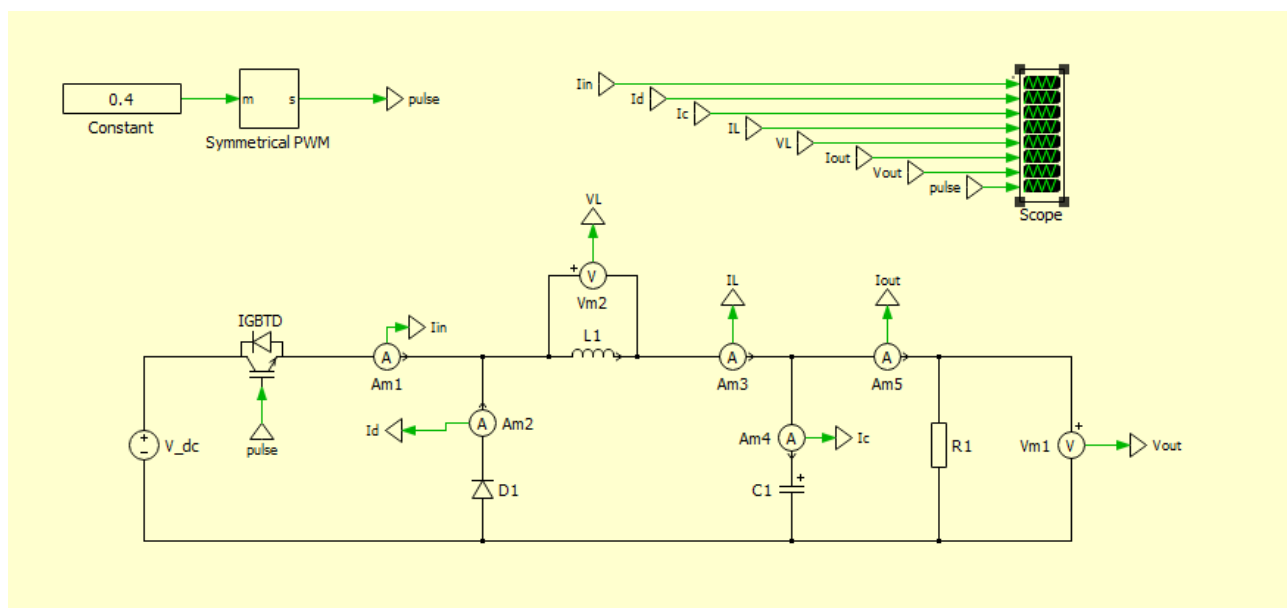 0.4
Constant
m
s
Symmetrical PWM
pulse
Iin
Id
Ic
IL
VL
Iout
Vout
pulse
Scope
VL
+
V
Vm2
L1
IL
A
Am3
Iout
A
Am5
IGBTD
Iin
A
Am1
pulse
+
V_dc
Id
A
Am2
D1
Am4
A
Ic
+
C1
R1
+
Vm1
V
Vout